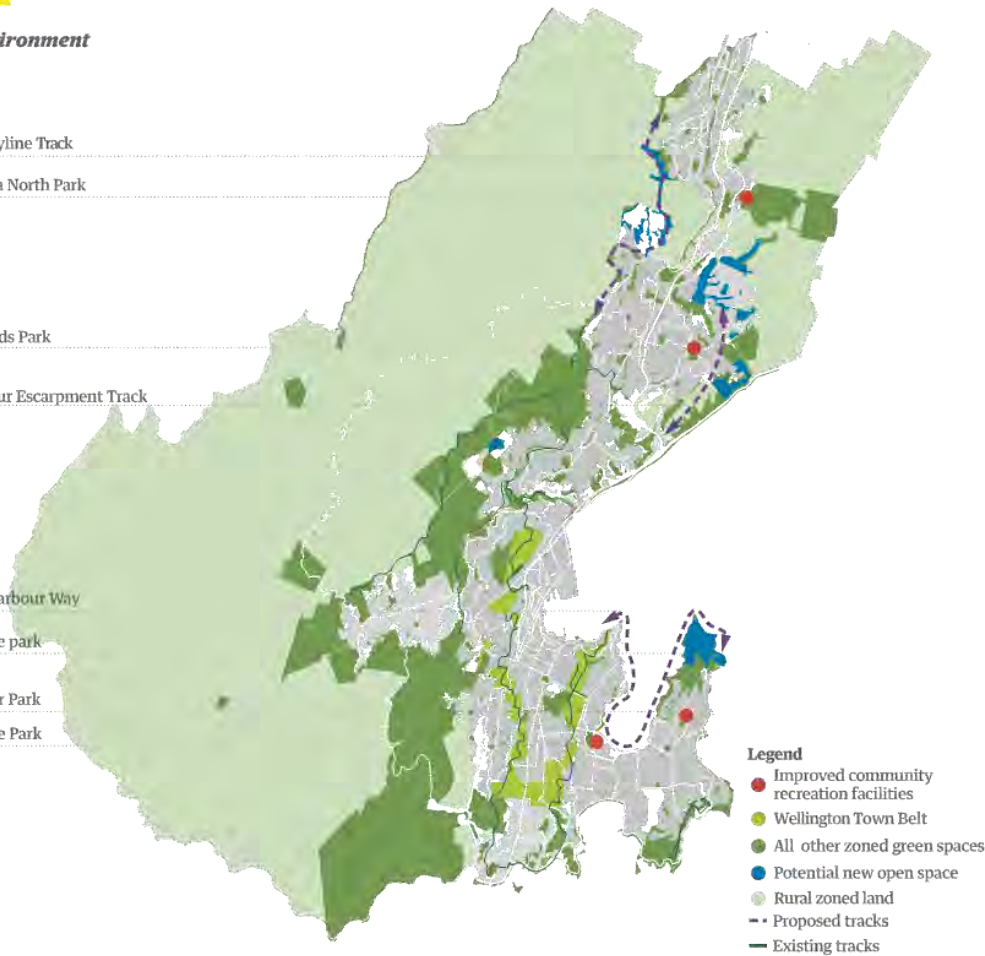 ironment
yline Track
a North Park
ds Park
ur Escarpment Track
arbour Way
e park
r Park
e Park
Legend
Improved community
recreation facilities
Wellington Town Belt
All other zoned green spaces
Potential new open space
Rural zoned land
Proposed tracks
Existing tracks